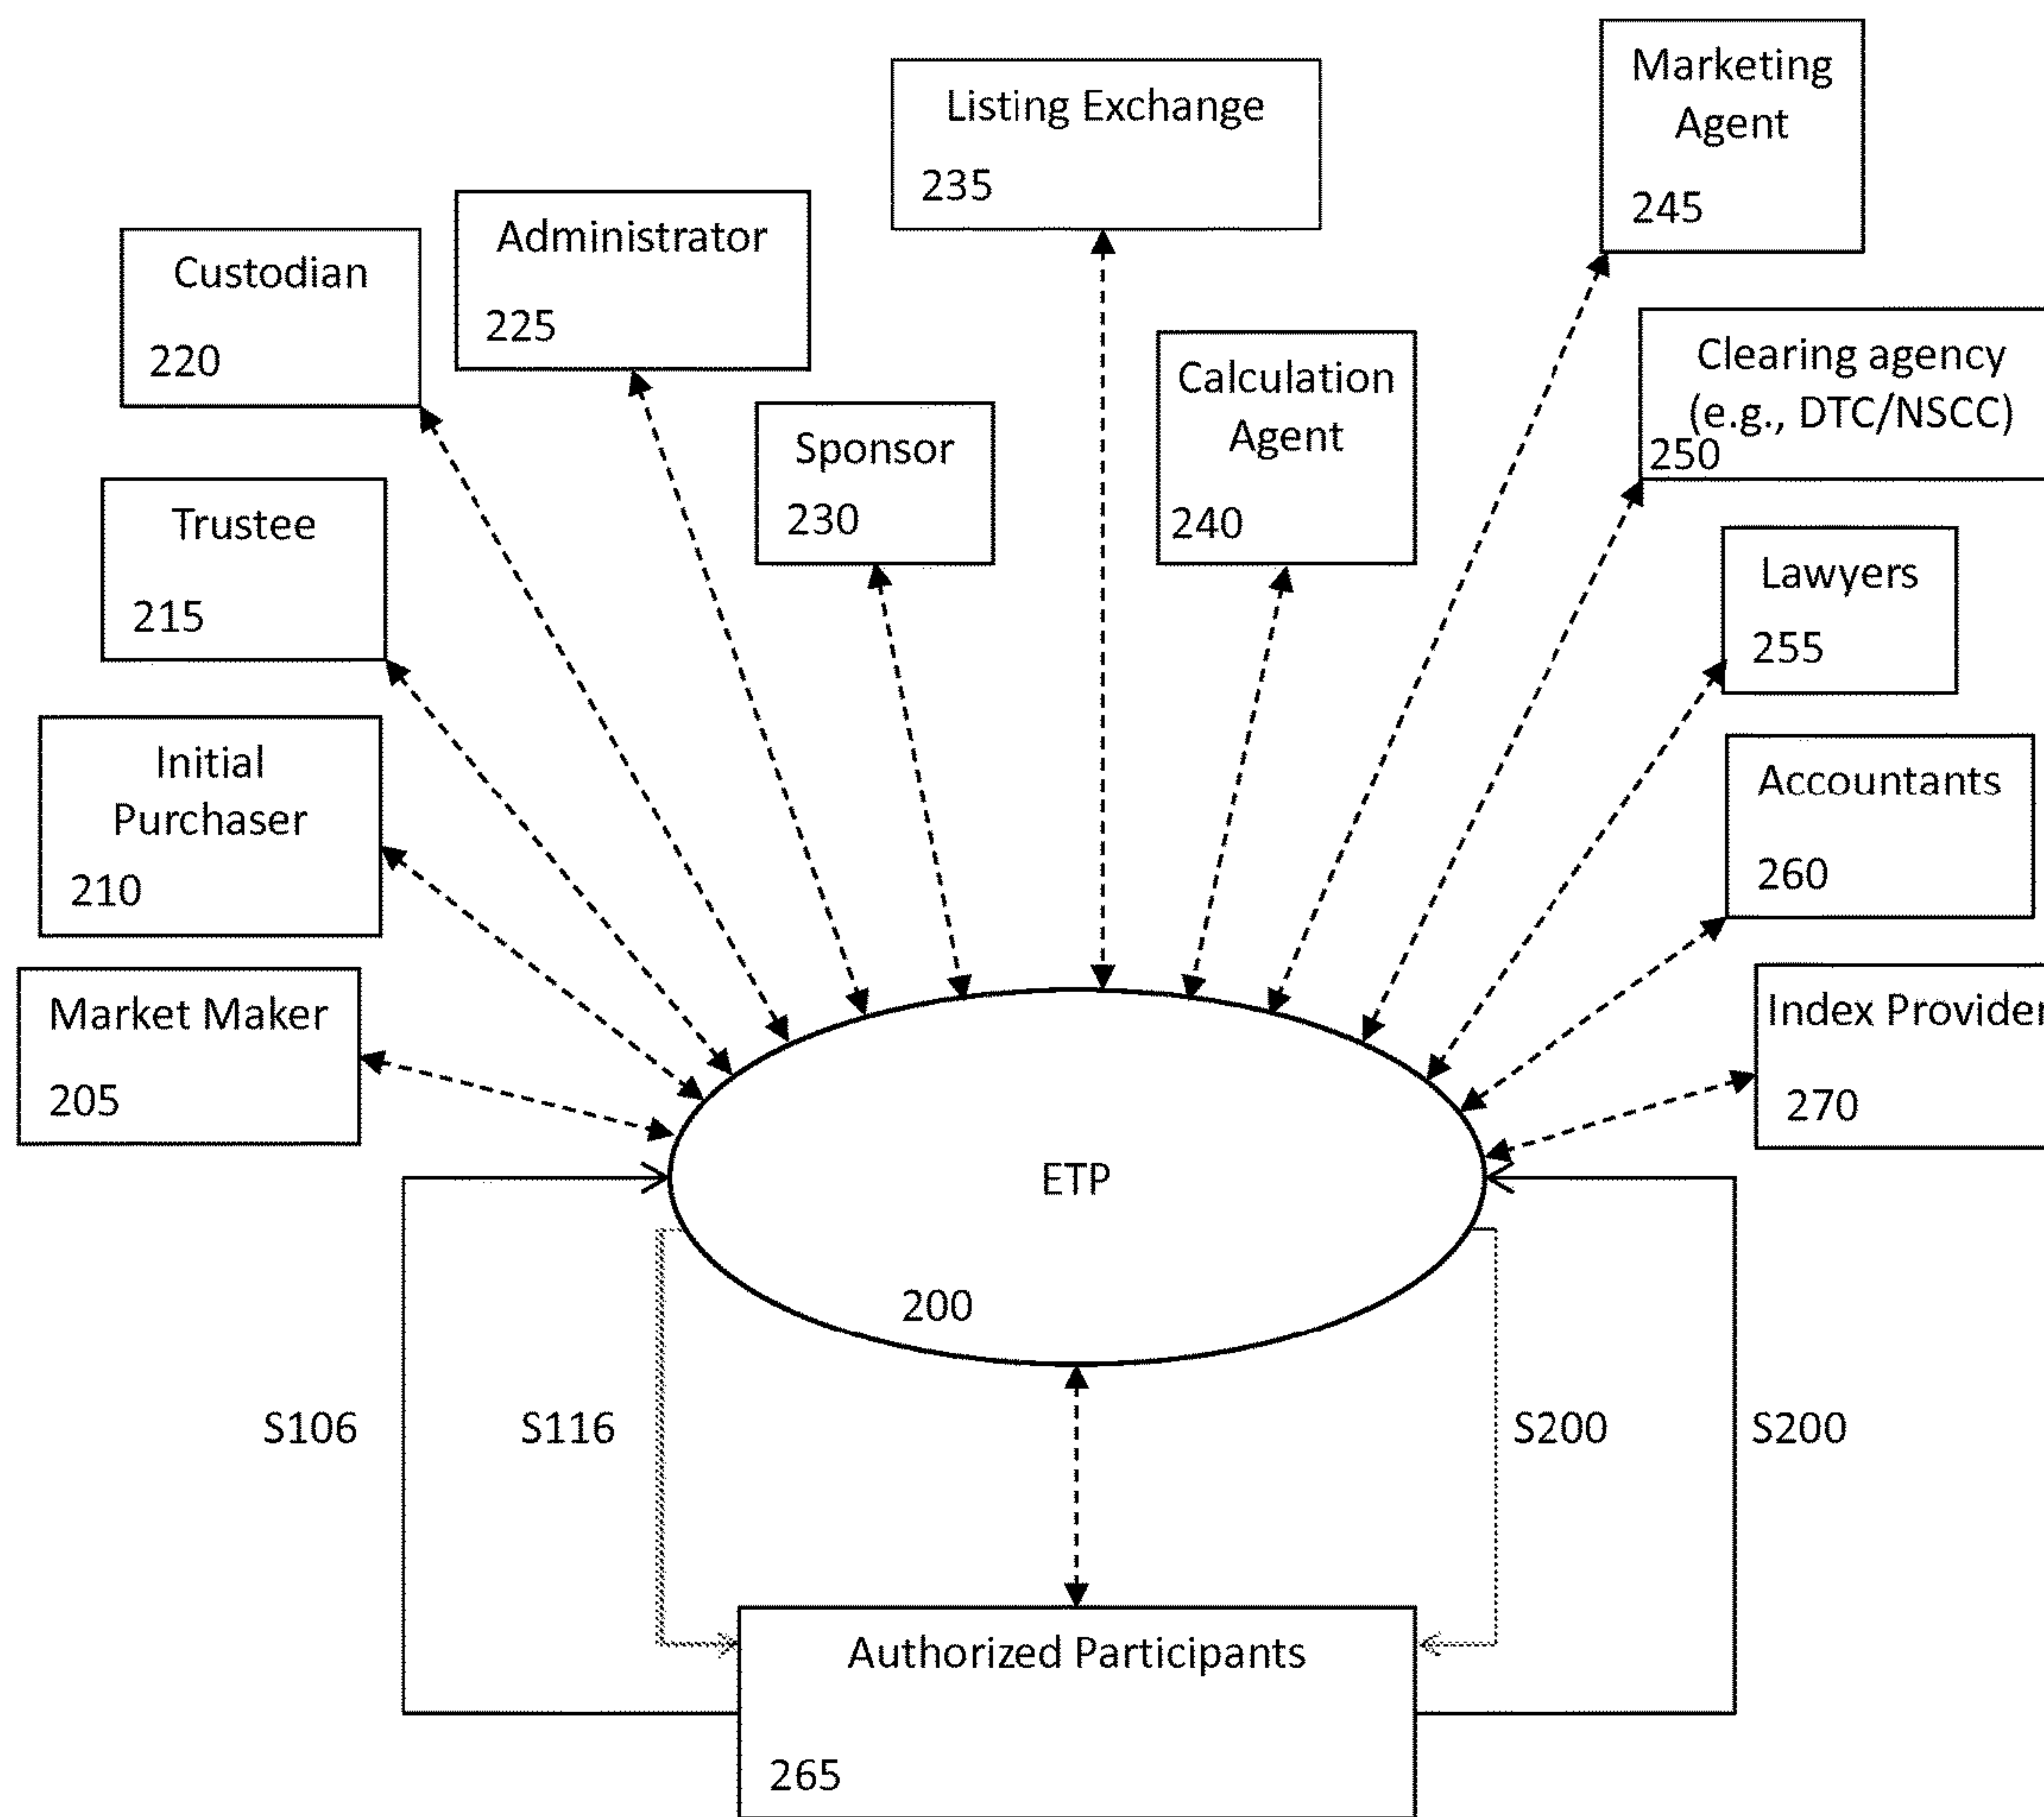 Marketing
Agent
245
Listing Exchange
235
Administrator
225
Custodian
220
Clearing agency
(e.g., DTC/NSCC)
250
Calculation
Agent
240
Sponsor
230
Trustee
215
Lawyers
255
Initial
Purchaser
210
Accountants
260
Market Maker
205
Index Provider
270
ETP
200
S106
S116
S200
S200
Authorized Participants
265